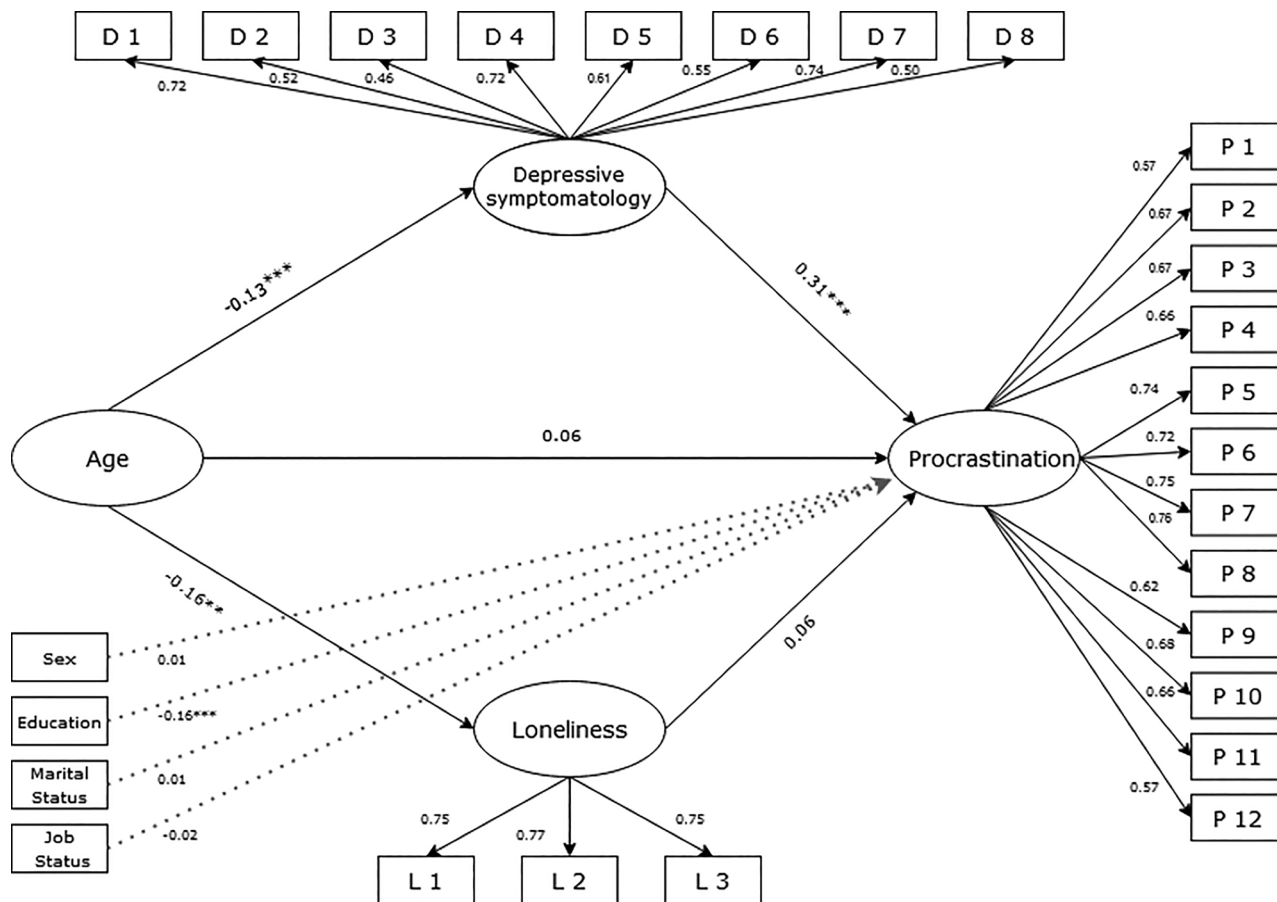 D 1
D 2
D 3
D 4
D 5
D 6
D 7
D 8
0.72
0.52
0.46
0.72
0.61
0.55
0.74
0.50
Depressive
symptomatology
-0.13***
0.31***
Age
0.06
Procrastination
-0.16**
0.06
Sex
0.01
Education
-0.16***
Marital
Status
0.01
Job
Status
-0.02
Loneliness
0.75
0.77
0.75
L 1
L 2
L 3
0.57
P 1
0.67
P 2
0.67
P 3
0.66
P 4
0.74
P 5
0.72
P 6
0.75
P 7
0.76
P 8
0.62
P 9
0.68
P 10
0.66
P 11
0.57
P 12